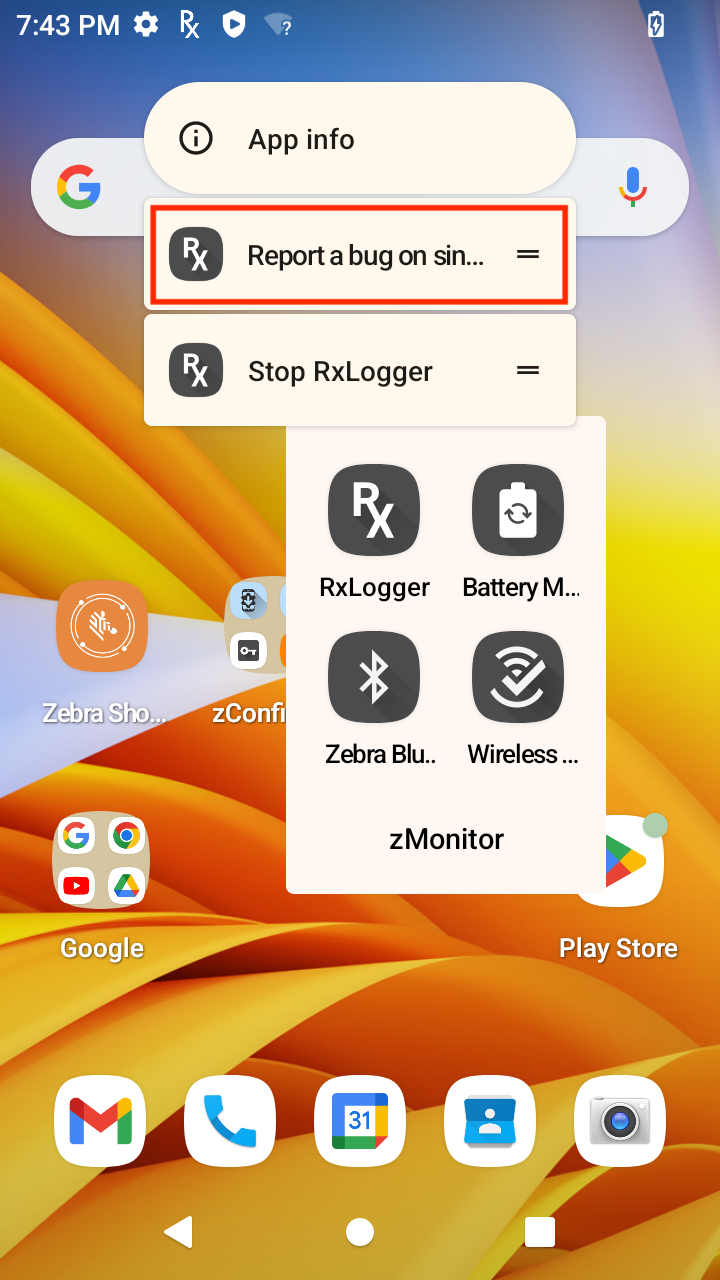 7:43 PM
App info
Report a bug on sin...
Stop RxLogger
RxLogger
Battery M...
Zebra Blu..
Wireless ...
zMonitor
Zebra Sho...
zConfi
Google
Play Store
31